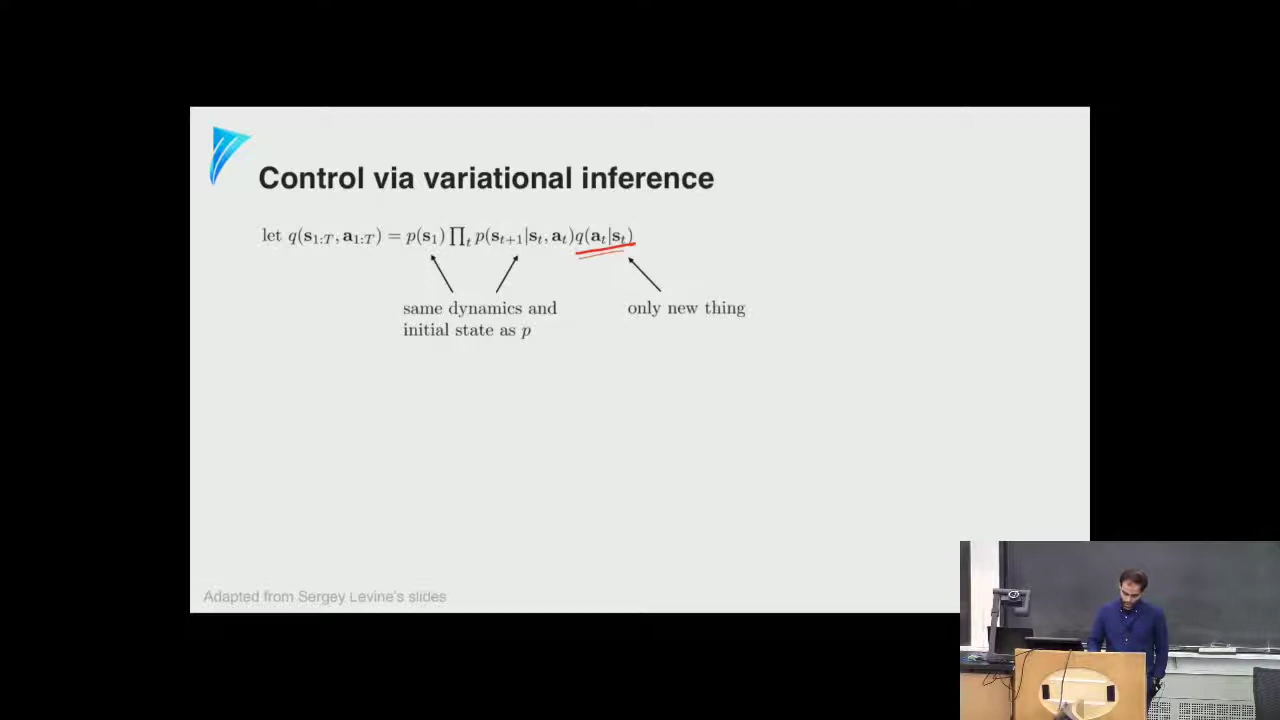 Control via variational inference
let q(s₁:T, a₁:T) = p(s₁) ∏ₜ p(sₜ₊₁|sₜ, aₜ)q(aₜ|sₜ)
same dynamics and
initial state as p
only new thing
Adapted from Sergey Levine's slides